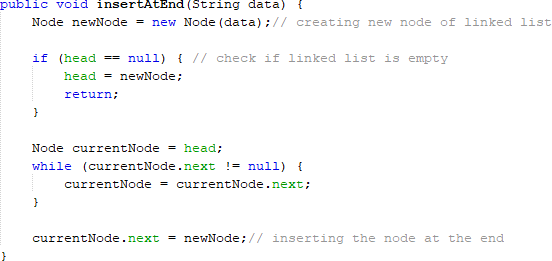 public void insertAtEnd(String data) {
    Node newNode = new Node(data);// creating new node of linked list
    if (head == null) { // check if linked list is empty
        head = newNode;
        return;
    }
    Node currentNode = head;
    while (currentNode.next != null) {
        currentNode = currentNode.next;
    }
    currentNode.next = newNode;// inserting the node at the end
}